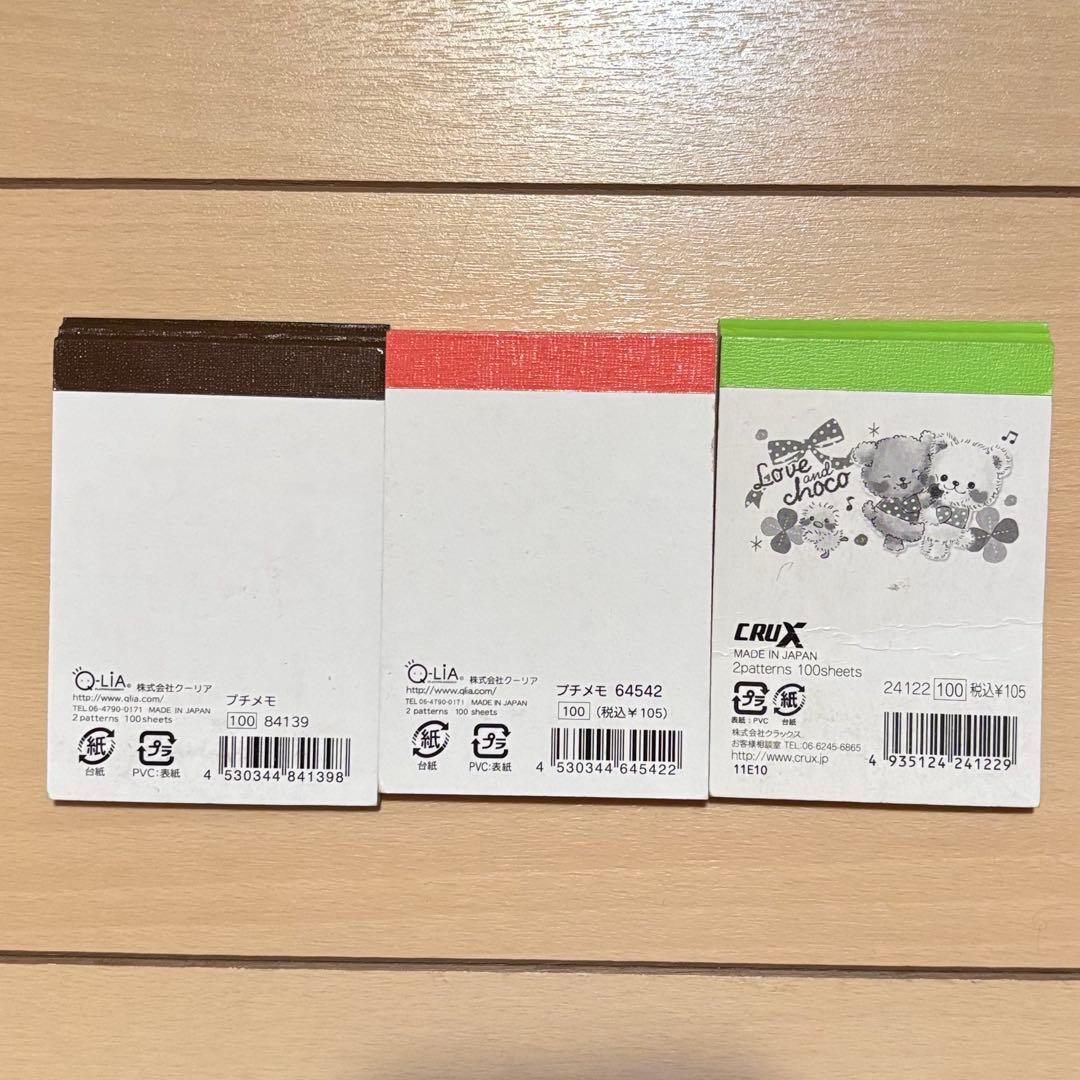 Q-LiA® 株式会社クーリア
http://www.qlia.com/
TEL 06-4790-0171 MADE IN JAPAN
2 patterns 100 sheets
プチメモ
100 84139
紙
台紙
プラ
PVC:表紙
4 530344 841398
Q-LiA® 株式会社クーリア
http://www.qlia.com/
TEL 06-4790-0171 MADE IN JAPAN
2 patterns 100 sheets
プチメモ 64542
100 (税込¥105)
紙
台紙
プラ
PVC:表紙
4 530344 645422
Love and choco
CRUX
MADE IN JAPAN
2patterns 100sheets
24122 100 税込¥105
プラ
表紙:PVC
紙
台紙
株式会社クラックス
お客様相談室 TEL:06-6245-6865
http://www.crux.jp
11E10
4 935124 241229